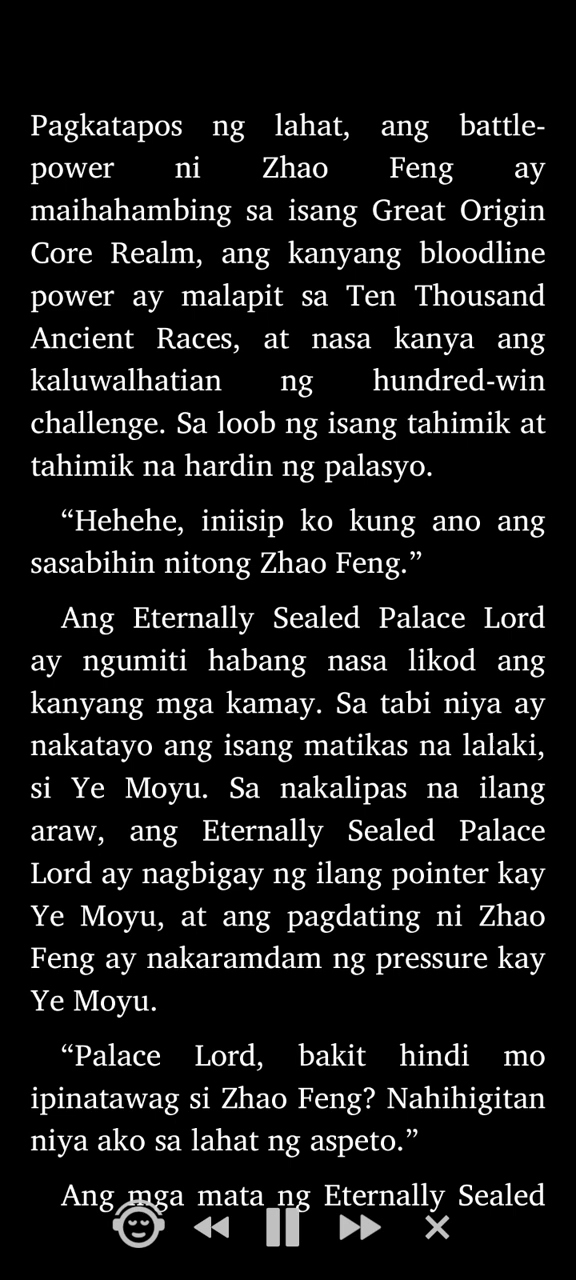 Pagkatapos ng lahat, ang battle-
power ni Zhao Feng ay
maihahambing sa isang Great Origin
Core Realm, ang kanyang bloodline
power ay malapit sa Ten Thousand
Ancient Races, at nasa kanya ang
kaluwalhatian ng hundred-win
challenge. Sa loob ng isang tahimik at
tahimik na hardin ng palasyo.
“Hehehe, iniisip ko kung ano ang
sasabihin nitong Zhao Feng.”
Ang Eternally Sealed Palace Lord
ay ngumiti habang nasa likod ang
kanyang mga kamay. Sa tabi niya ay
nakatayo ang isang matikas na lalaki,
si Ye Moyu. Sa nakalipas na ilang
araw, ang Eternally Sealed Palace
Lord ay nagbigay ng ilang pointer kay
Ye Moyu, at ang pagdating ni Zhao
Feng ay nakaramdam ng pressure kay
Ye Moyu.
“Palace Lord, bakit hindi mo
ipinatawag si Zhao Feng? Nahihigitan
niya ako sa lahat ng aspeto.”
Ang mga mata ng Eternally Sealed